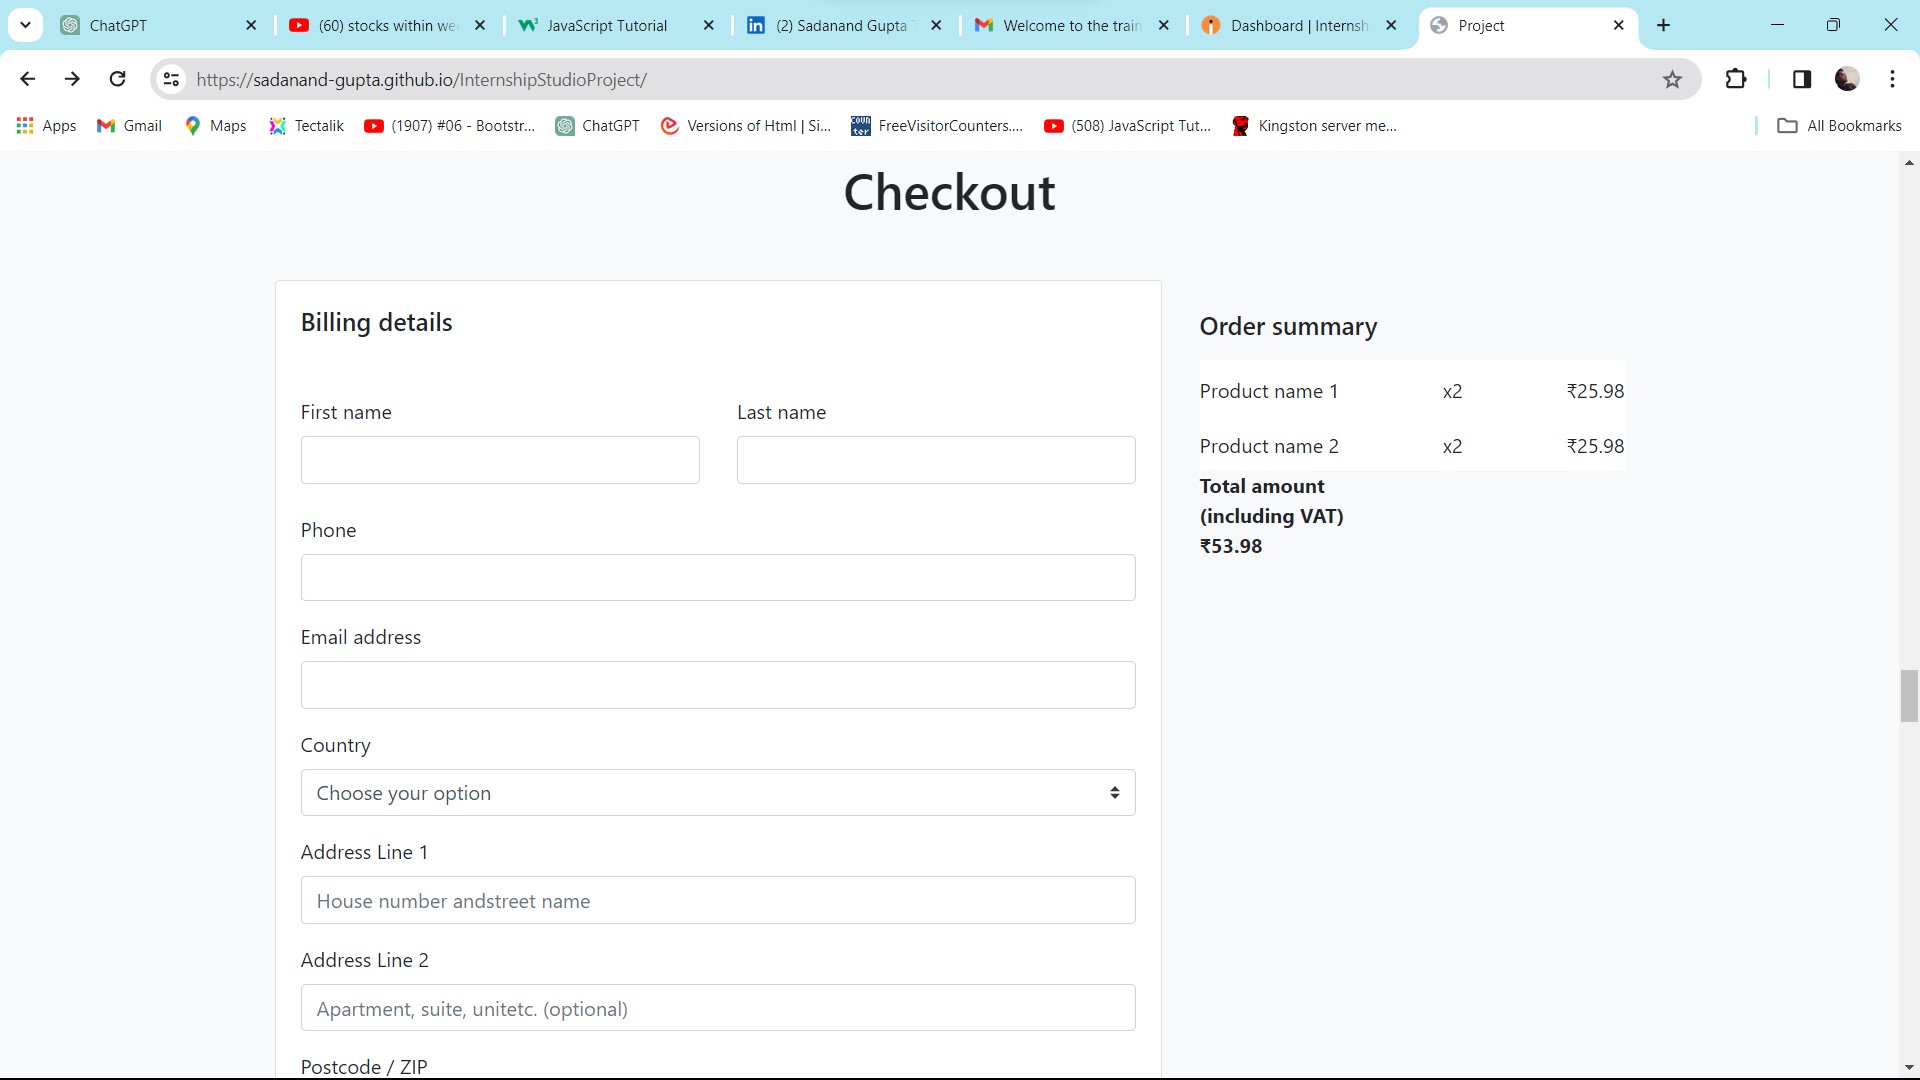 ChatGPT
(60) stocks within we
JavaScript Tutorial
(2) Sadanand Gupta
Welcome to the train
Dashboard | Internsh
Project
https://sadanand-gupta.github.io/InternshipStudioProject/
Apps
Gmail
Maps
Tectalik
(1907) #06 - Bootstr...
ChatGPT
Versions of Html | Si...
FreeVisitorCounters....
(508) JavaScript Tut...
Kingston server me...
All Bookmarks
Checkout
Billing details
First name
Last name
Phone
Email address
Country
Choose your option
Address Line 1
House number andstreet name
Address Line 2
Apartment, suite, unitetc. (optional)
Postcode / ZIP
Order summary
Product name 1 x2 ₹25.98
Product name 2 x2 ₹25.98
Total amount
(including VAT)
₹53.98